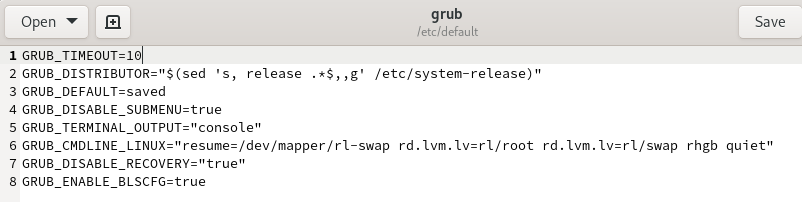 Open
grub
/etc/default
Save
1 GRUB_TIMEOUT=10
2 GRUB_DISTRIBUTOR="$(sed 's, release .*$,,g' /etc/system-release)"
3 GRUB_DEFAULT=saved
4 GRUB_DISABLE_SUBMENU=true
5 GRUB_TERMINAL_OUTPUT="console"
6 GRUB_CMDLINE_LINUX="resume=/dev/mapper/rl-swap rd.lvm.lv=rl/root rd.lvm.lv=rl/swap rhgb quiet"
7 GRUB_DISABLE_RECOVERY="true"
8 GRUB_ENABLE_BLSCFG=true